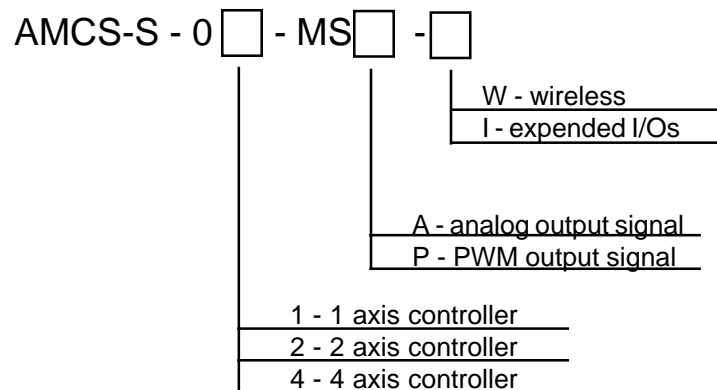 AMCS-S - 0 - MS -
W - wireless
I - expended I/Os
A - analog output signal
P - PWM output signal
1 - 1 axis controller
2 - 2 axis controller
4 - 4 axis controller